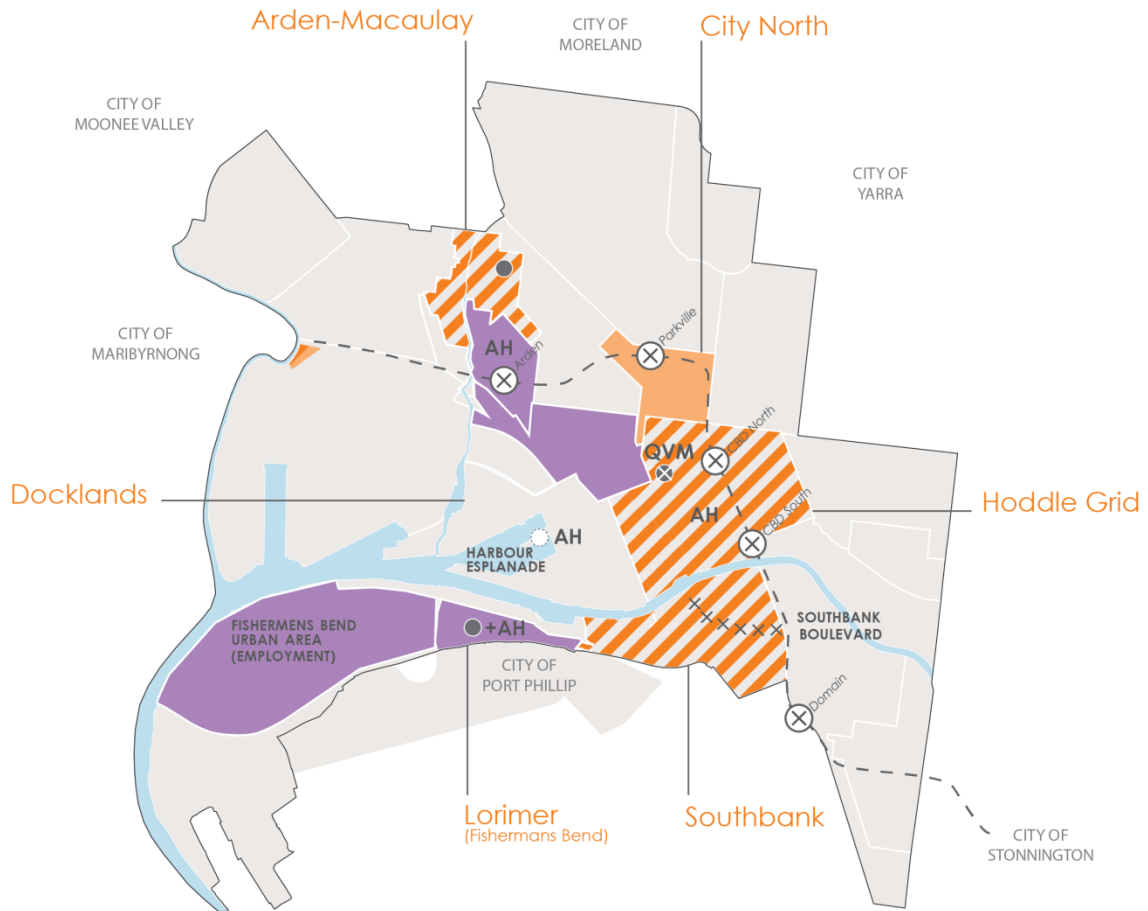 Arden-Macaulay
CITY OF
MORELAND
City North
CITY OF
MOONEE VALLEY
CITY OF
YARRA
CITY OF
MARIBYRNONG
Parkville
AH
Arden
QVM
CBD North
Docklands
AH
CBD South
Hoddle Grid
AH
HARBOUR
ESPLANADE
FISHERMENS BEND
URBAN AREA
(EMPLOYMENT)
+AH
SOUTHBANK
BOULEVARD
CITY OF
PORT PHILLIP
Domain
Lorimer
(Fishermans Bend)
Southbank
CITY OF
STONNINGTON